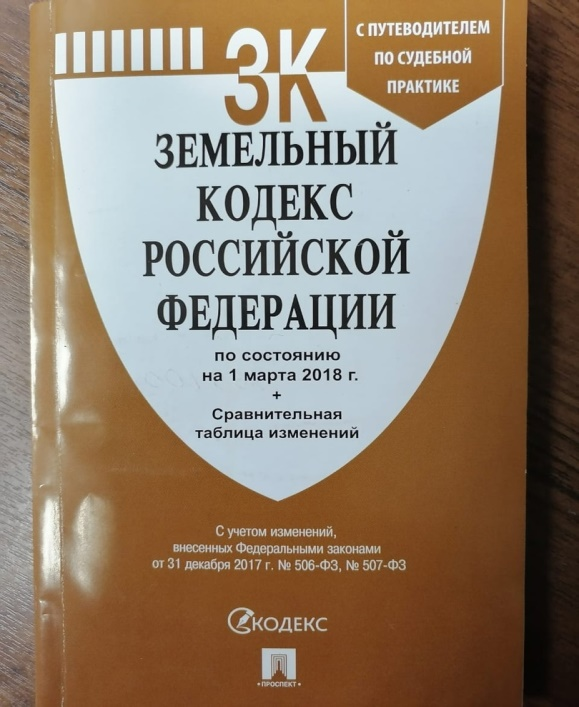 ЗК
С ПУТЕВОДИТЕЛЕМ
ПО СУДЕБНОЙ
ПРАКТИКЕ
ЗЕМЕЛЬНЫЙ
КОДЕКС
РОССИЙСКОЙ
ФЕДЕРАЦИИ
по состоянию
на 1 марта 2018 г.
+
Сравнительная
таблица изменений
С учетом изменений,
внесенных Федеральными законами
от 31 декабря 2017 г. № 506-ФЗ, № 507-ФЗ
КОДЕКС
• ПРОСПЕКТ •